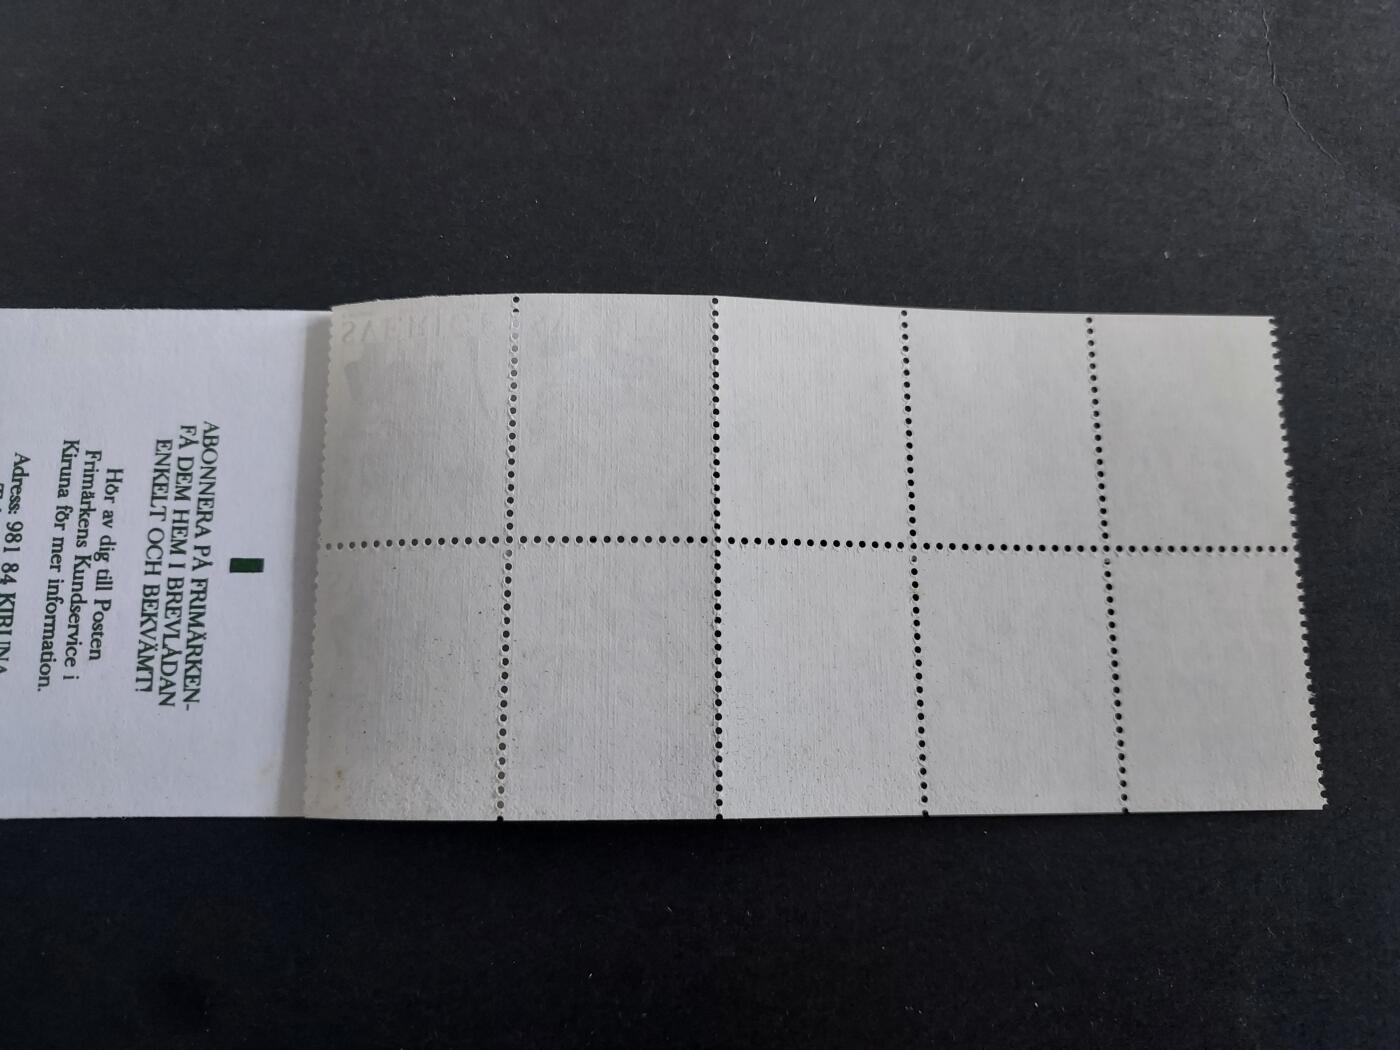 ABONNERA PÅ FRIMÄRKEN-
FÅ DEM HEM I BREVLÅDAN
ENKELT OCH BEKVÄMT!
Hör av dig till Posten
Frimärkens Kundservice i
Kiruna för mer information.
Adress: 981 84 KIRUNA